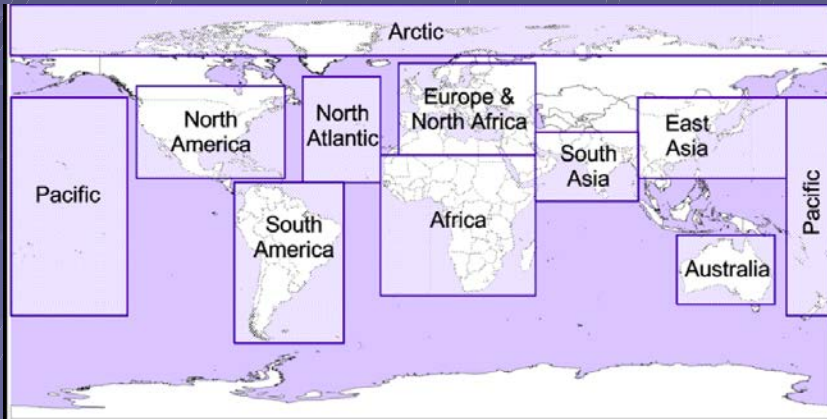 Arctic
North
America
North
Atlantic
Europe &
North Africa
East
Asia
South
Asia
Pacific
South
America
Africa
Pacific
Australia